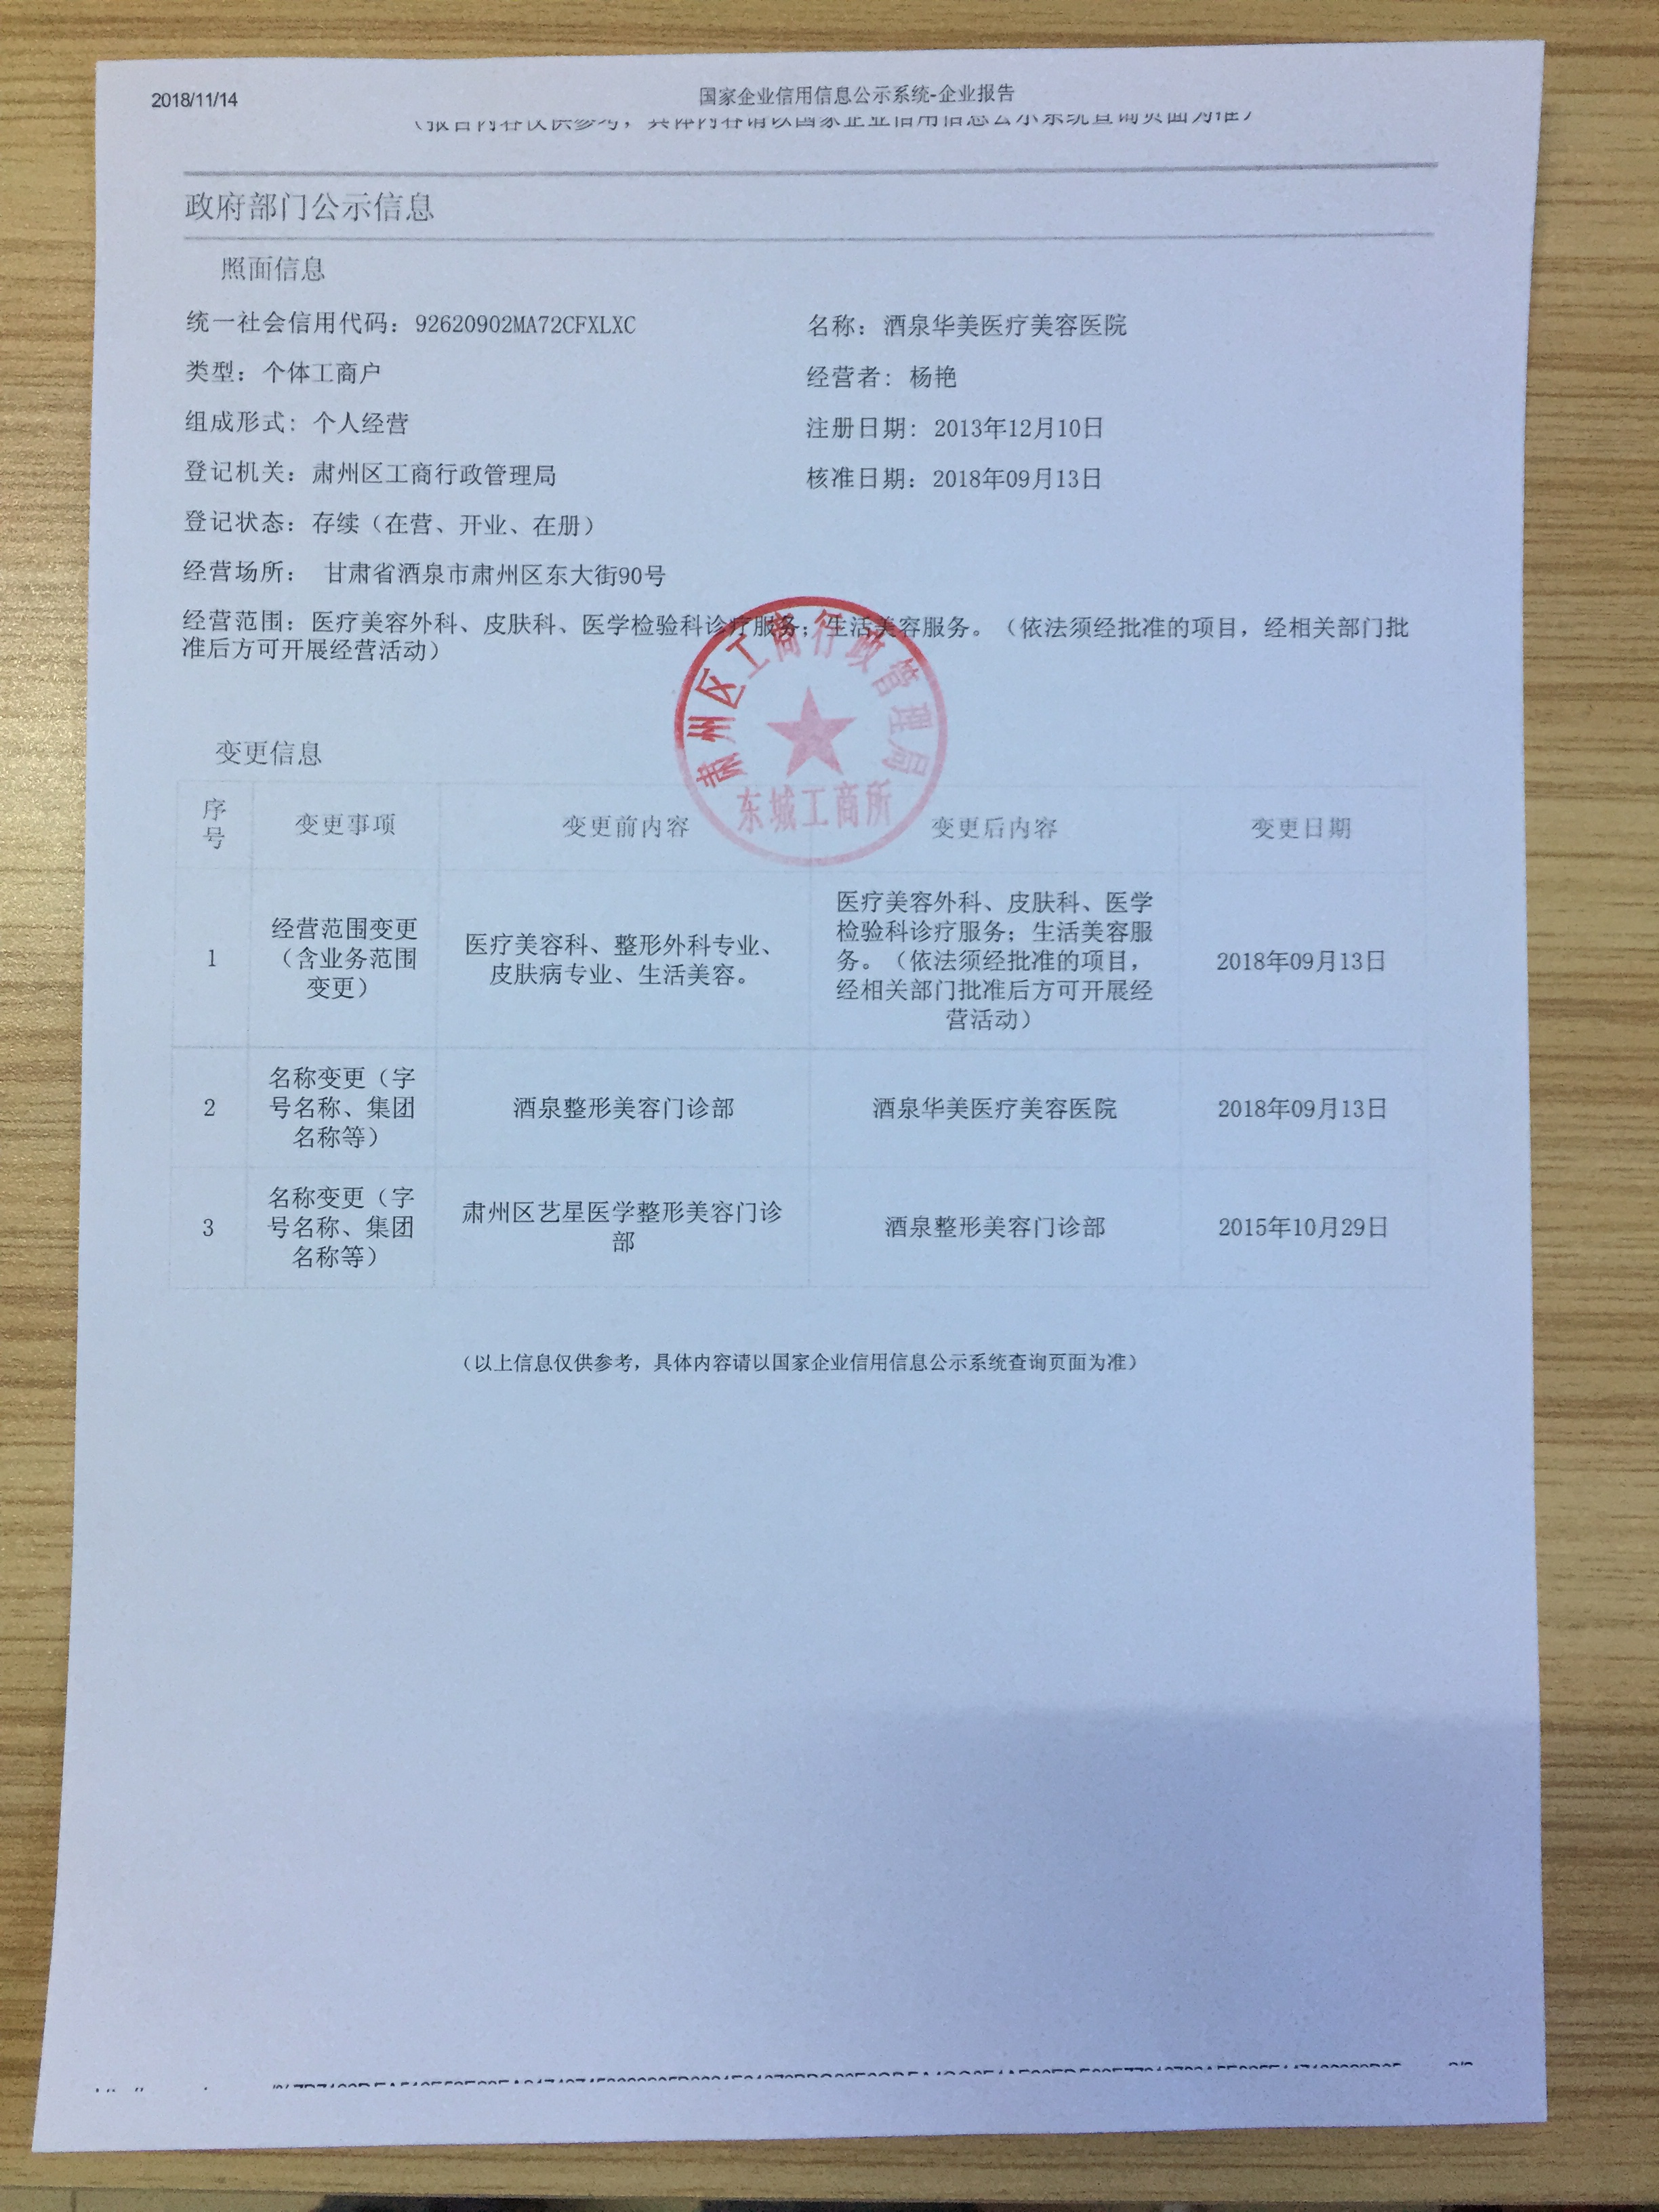 2018/11/14 国家企业信用信息公示系统-企业报告
（报告内容仅供参考，具体内容请以国家企业信用信息公示系统查询页面为准）
政府部门公示信息
照面信息
统一社会信用代码：92620902MA72CFXLXC 名称：酒泉华美医疗美容医院
类型：个体工商户 经营者：杨艳
组成形式：个人经营 注册日期：2013年12月10日
登记机关：肃州区工商行政管理局 核准日期：2018年09月13日
登记状态：存续（在营、开业、在册）
经营场所： 甘肃省酒泉市肃州区东大街90号
经营范围：医疗美容外科、皮肤科、医学检验科诊疗服务；生活美容服务。（依法须经批准的项目，经相关部门批
准后方可开展经营活动）
肃州区工商行政管理局
东城工商所
变更信息
序
号
变更事项 变更前内容 变更后内容 变更日期
1
经营范围变更
（含业务范围
变更）
医疗美容科、整形外科专业、
皮肤病专业、生活美容。
医疗美容外科、皮肤科、医学
检验科诊疗服务；生活美容服
务。（依法须经批准的项目，
经相关部门批准后方可开展经
营活动）
2018年09月13日
2
名称变更（字
号名称、集团
名称等）
酒泉整形美容门诊部
酒泉华美医疗美容医院
2018年09月13日
3
名称变更（字
号名称、集团
名称等）
肃州区艺星医学整形美容门诊
部
酒泉整形美容门诊部
2015年10月29日
（以上信息仅供参考，具体内容请以国家企业信用信息公示系统查询页面为准）